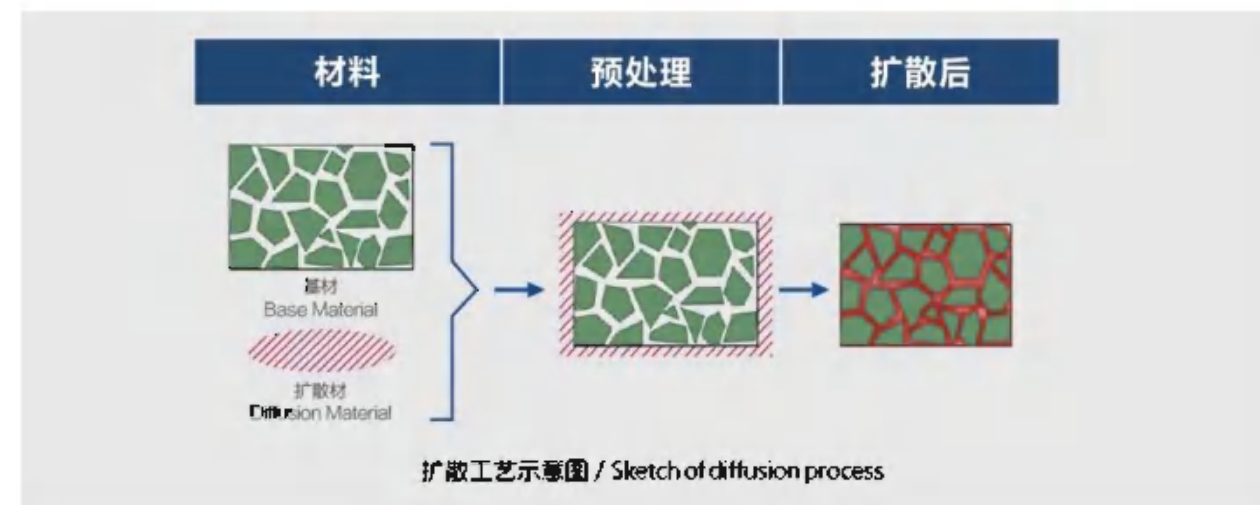 材料
预处理
扩散后
基材
Base Material
扩散材
Diffusion Material
扩散工艺示意图 / Sketch of diffusion process